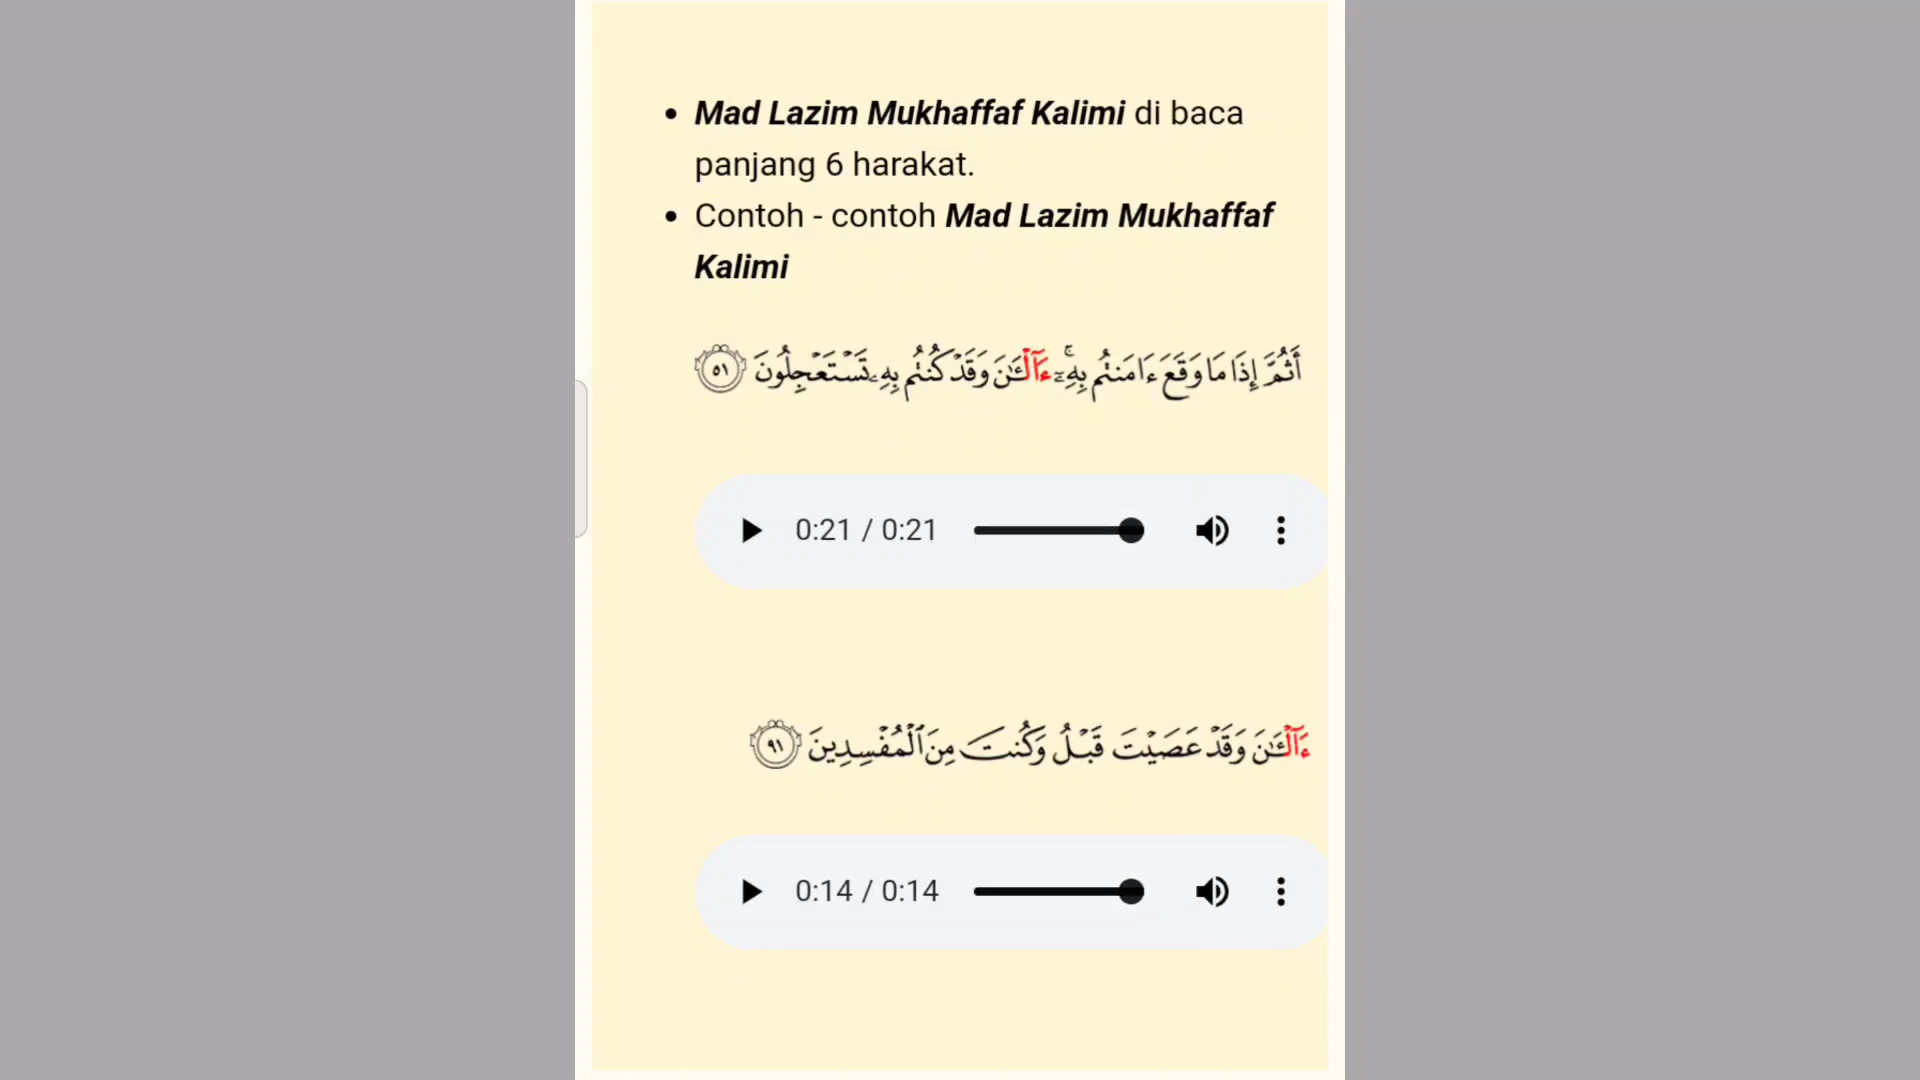 Mad Lazim Mukhaffaf Kalimi di baca
panjang 6 harakat.
Contoh - contoh Mad Lazim Mukhaffaf
Kalimi
أَثُمَّ إِذَا مَا وَقَعَ ءَامَنتُم بِهِۦٓۚ ءَآلۡـَٰٔنَ وَقَدۡ كُنتُم بِهِۦ تَسۡتَعۡجِلُونَ ٥١
0:21 / 0:21
ءَآلۡـَٰٔنَ وَقَدۡ عَصَيۡتَ قَبۡلُ وَكُنتَ مِنَ ٱلۡمُفۡسِدِينَ ٩١
0:14 / 0:14